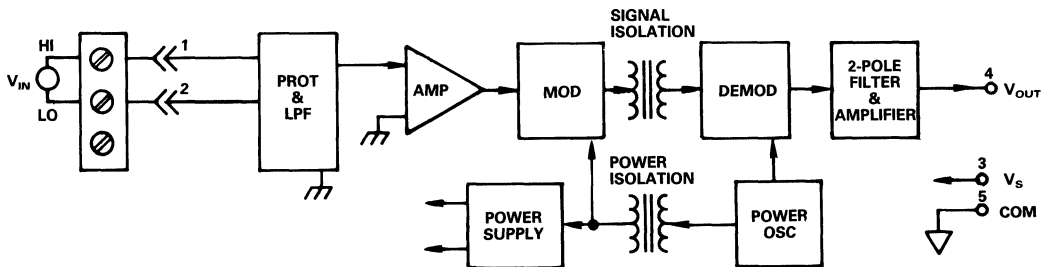 HI
V_IN
LO
1
2
PROT
&
LPF
AMP
MOD
SIGNAL
ISOLATION
DEMOD
2-POLE
FILTER
&
AMPLIFIER
4
V_OUT
POWER
SUPPLY
POWER
ISOLATION
POWER
OSC
3
V_S
5
COM